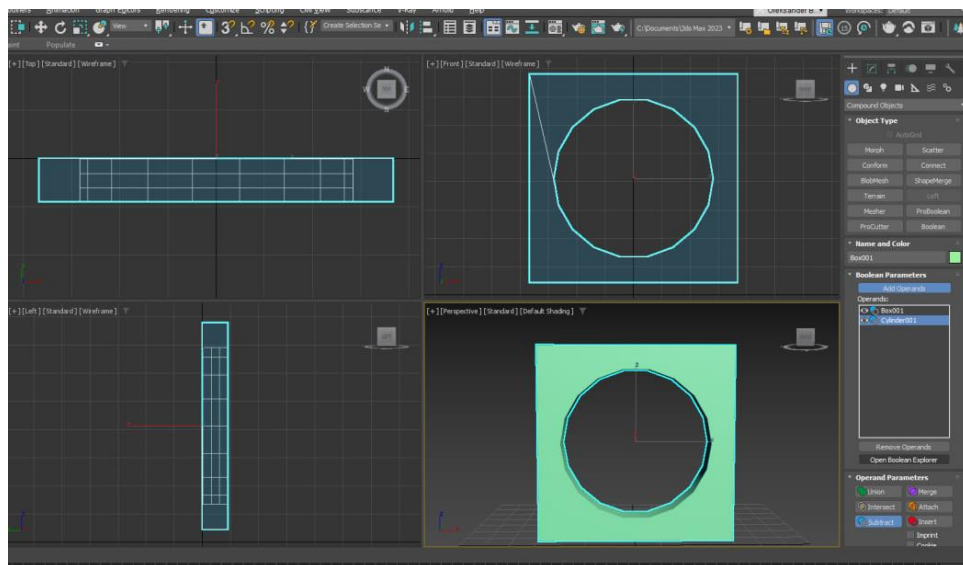 Animation Graph Editors Rendering Customize Scripting Civil View Substance V-Ray Arnold Help
Oleksander B... Workspaces: Default
View
Create Selection Se
C:\Documents\3ds Max 2023
Populate
[+] [Top] [Standard] [Wireframe]
[+] [Front] [Standard] [Wireframe]
Compound Objects
Object Type
AutoGrid
Morph Scatter
Conform Connect
BlobMesh ShapeMerge
Terrain Loft
Mesher ProBoolean
ProCutter Boolean
Name and Color
Box001
Boolean Parameters
Add Operands
Operands:
Box001
Cylinder001
[+] [Left] [Standard] [Wireframe]
[+] [Perspective] [Standard] [Default Shading]
Remove Operands
Open Boolean Explorer
Operand Parameters
Union Merge
Intersect Attach
Subtract Insert
Imprint
Cookie